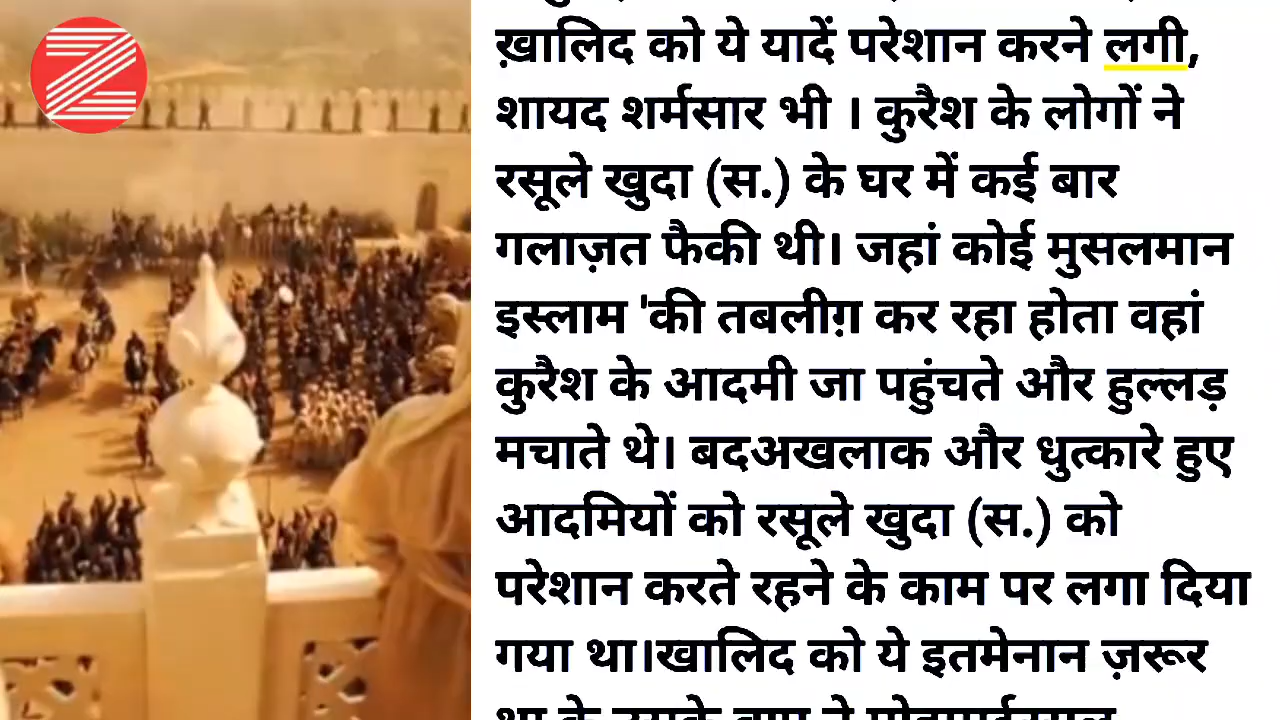 ख़ालिद को ये यादें परेशान करने लगी,
शायद शर्मसार भी । कुरैश के लोगों ने
रसूले खुदा (स.) के घर में कई बार
गलाज़त फैकी थी। जहां कोई मुसलमान
इस्लाम 'की तबलीग़ कर रहा होता वहां
कुरैश के आदमी जा पहुंचते और हुल्लड़
मचाते थे। बदअखलाक और धुत्कारे हुए
आदमियों को रसूले खुदा (स.) को
परेशान करते रहने के काम पर लगा दिया
गया था।खालिद को ये इतमेनान ज़रूर